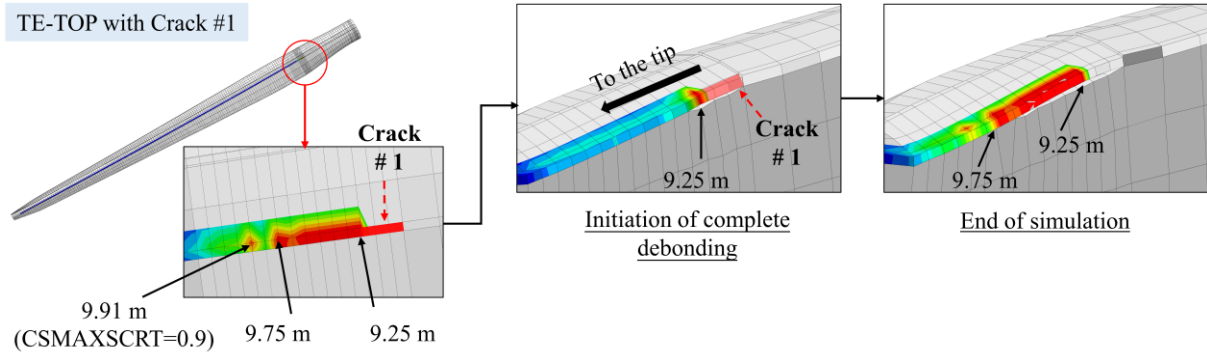 TE-TOP with Crack #1
Crack
# 1
9.91 m
(CSMAXSCRT=0.9)
9.75 m
9.25 m
To the tip
Crack
# 1
9.25 m
Initiation of complete
debonding
9.25 m
9.75 m
End of simulation